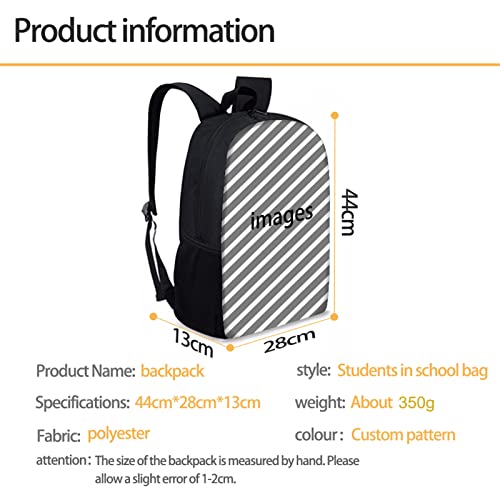 Product information
images
44cm
13cm
28cm
Product Name: backpack
style: Students in school bag
Specifications: 44cm*28cm*13cm
weight: About 350g
Fabric: polyester
colour : Custom pattern
attention : The size of the backpack is measured by hand. Please
allow a slight error of 1-2cm.